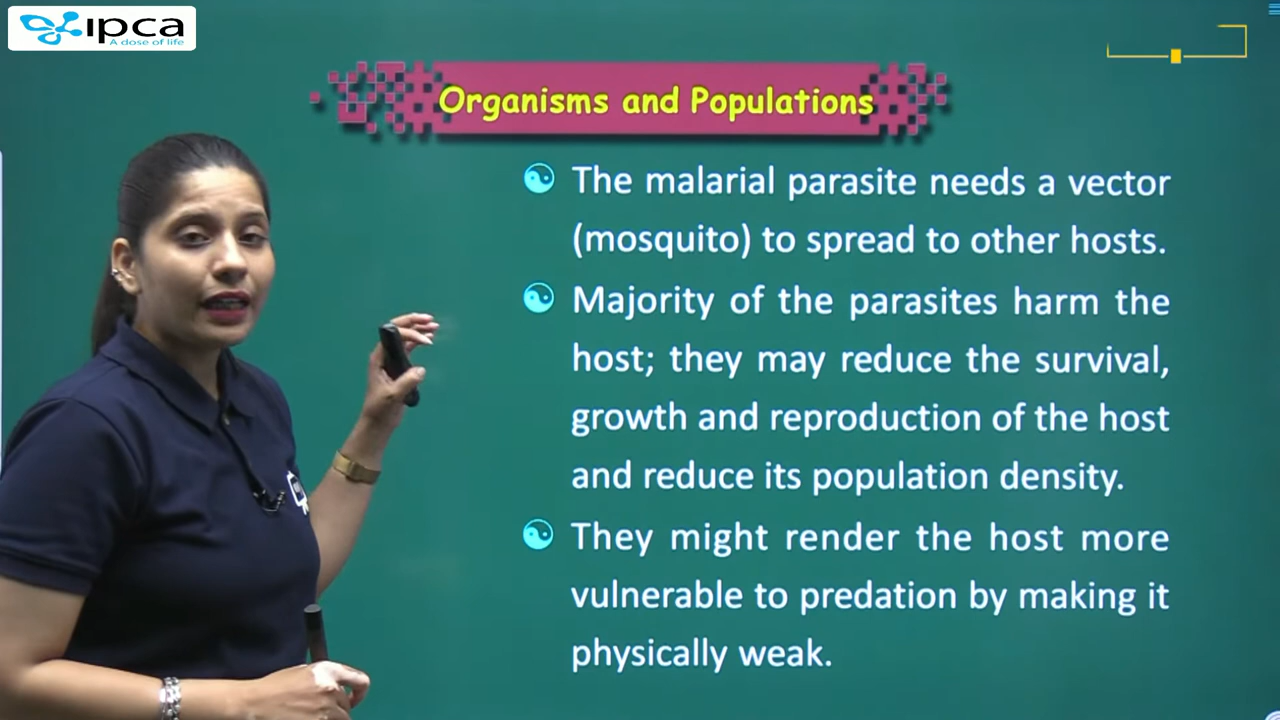 ipca
A dose of life
Organisms and Populations
The malarial parasite needs a vector
(mosquito) to spread to other hosts.
Majority of the parasites harm the
host; they may reduce the survival,
growth and reproduction of the host
and reduce its population density.
They might render the host more
vulnerable to predation by making it
physically weak.